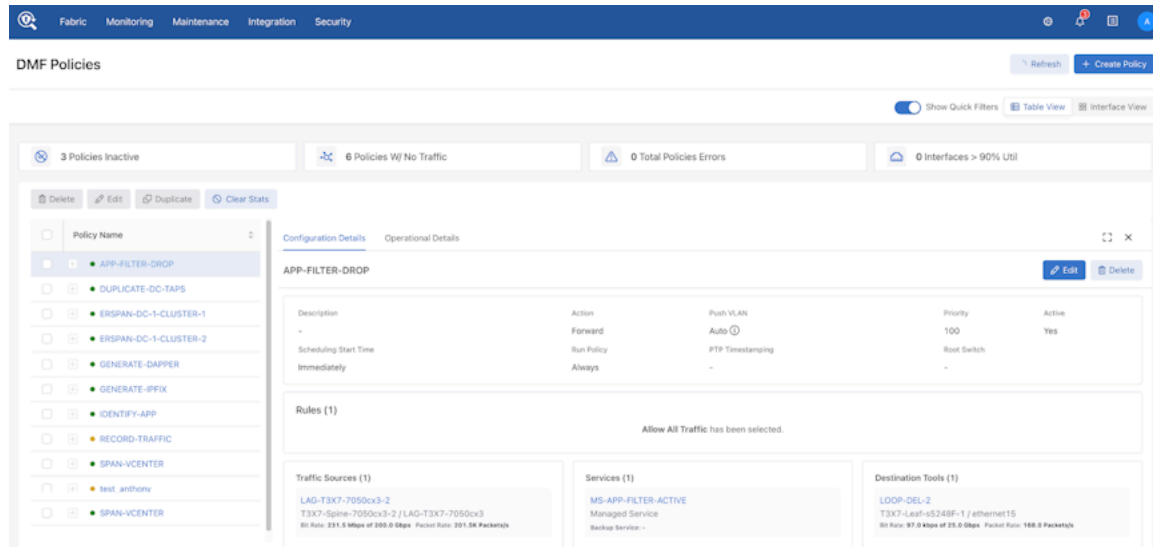 Fabric Monitoring Maintenance Integration Security
A
DMF Policies
Refresh + Create Policy
Show Quick Filters Table View Interface View
3 Policies Inactive
6 Policies W/ No Traffic
0 Total Policies Errors
0 Interfaces > 90% Util
Delete Edit Duplicate Clear Stats
Policy Name
APP-FILTER-DROP
DUPLICATE-DC-TAPS
ERSPAN-DC-1-CLUSTER-1
ERSPAN-DC-1-CLUSTER-2
GENERATE-DAPPER
GENERATE-IPFIX
IDENTIFY-APP
RECORD-TRAFFIC
SPAN-VCENTER
test_anthony
SPAN-VCENTER
Configuration Details Operational Details
APP-FILTER-DROP
Edit Delete
Description Action Push VLAN Priority Active
- Forward Auto 100 Yes
Scheduling Start Time Run Policy PTP Timestamping Root Switch
Immediately Always - -
Rules (1)
Allow All Traffic has been selected.
Traffic Sources (1)
LAG-T3X7-7050cx3-2
T3X7-Spine-7050cx3-2 / LAG-T3X7-7050cx3
Bit Rate: 231.5 Mbps of 200.0 Gbps Packet Rate: 201.5K Packets/s
Services (1)
MS-APP-FILTER-ACTIVE
Managed Service
Backup Service: -
Destination Tools (1)
LOOP-DEL-2
T3X7-Leaf-s5248F-1 / ethernet15
Bit Rate: 97.0 kbps of 25.0 Gbps Packet Rate: 168.0 Packets/s